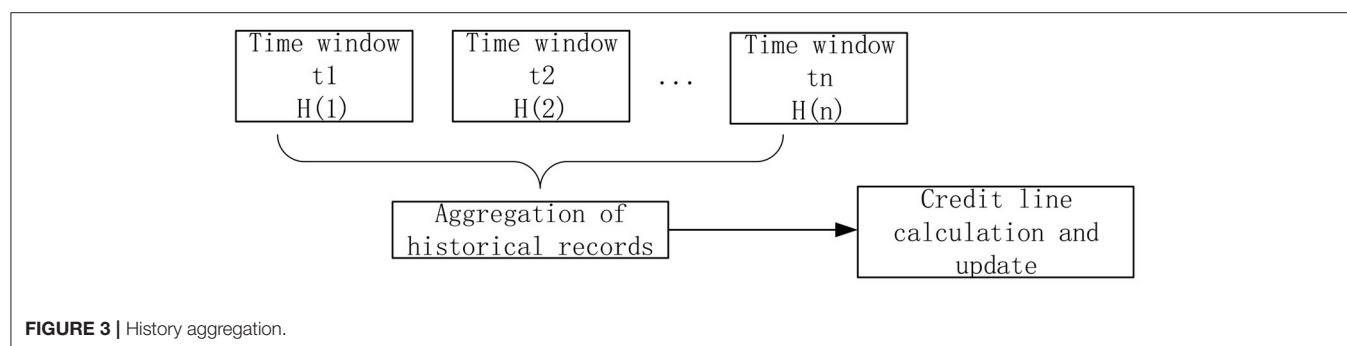 Time window
t1
H(1)
Time window
t2
H(2)
...
Time window
tn
H(n)
Aggregation of
historical records
Credit line
calculation and
update
FIGURE 3 | History aggregation.